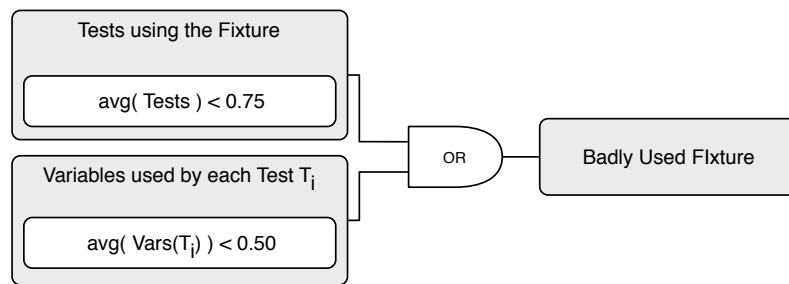 Tests using the Fixture
avg( Tests ) < 0.75
Variables used by each Test Ti
avg( Vars(Ti) ) < 0.50
OR
Badly Used FIxture